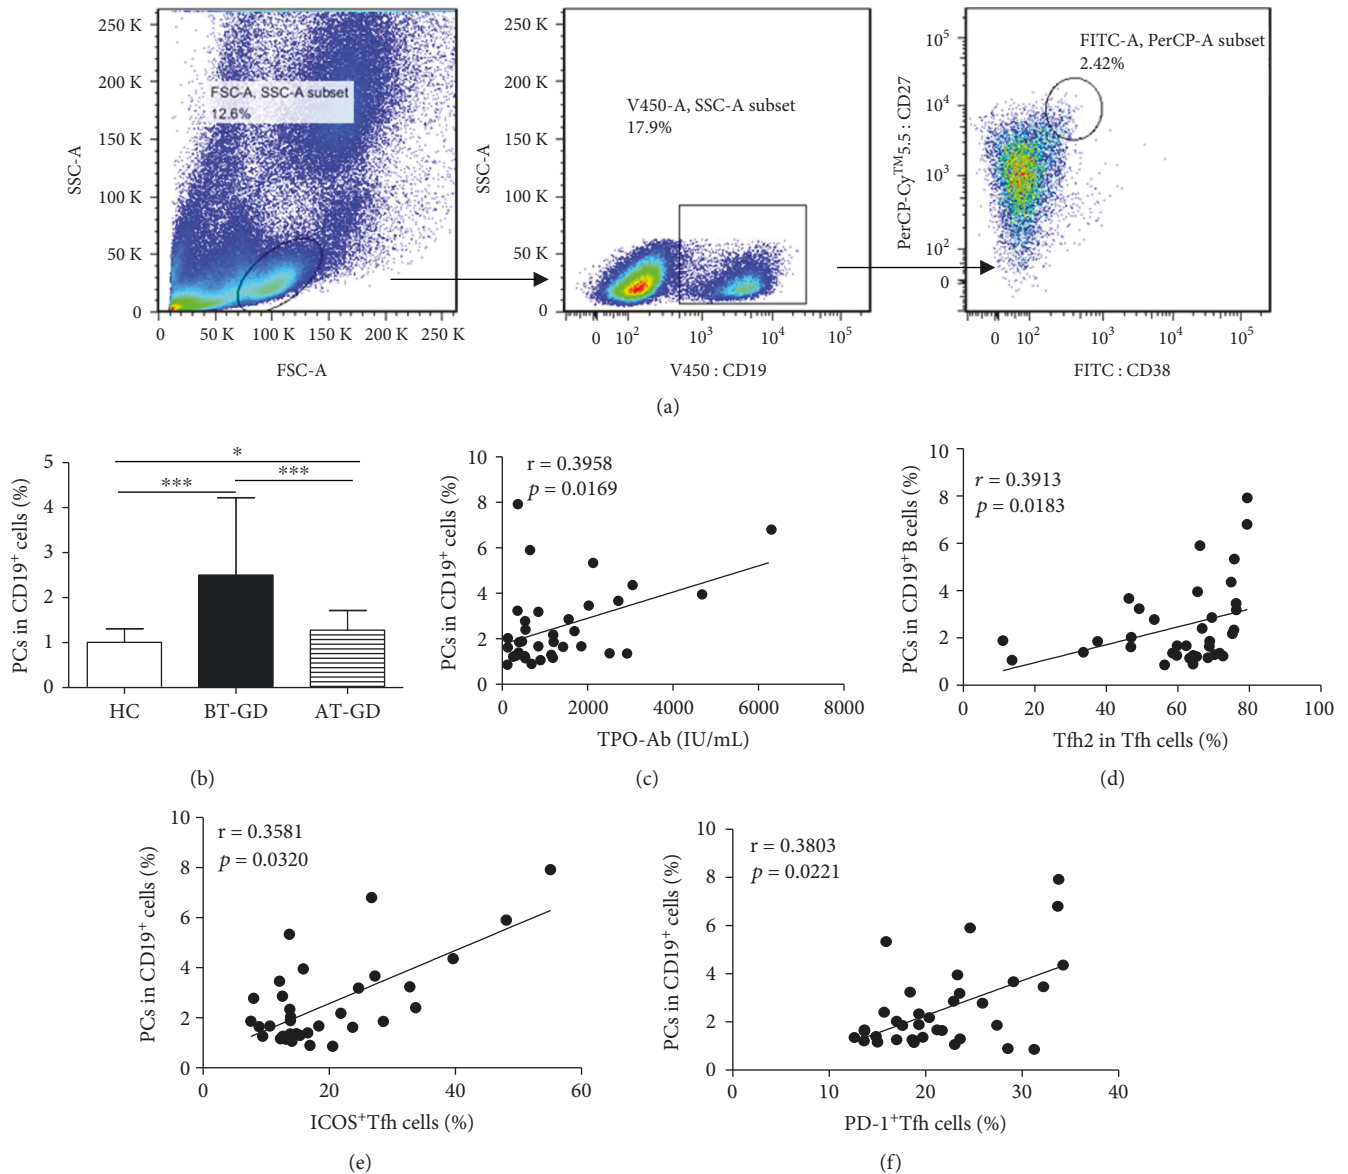 250 K
200 K
150 K
100 K
50 K
0
SSC-A
FSC-A, SSC-A subset
12.6%
0 50 K 100 K 150 K 200 K 250 K
FSC-A
250 K
200 K
150 K
100 K
50 K
0
SSC-A
V450-A, SSC-A subset
17.9%
0 10² 10³ 10⁴ 10⁵
V450 : CD19
10⁵
10⁴
10³
10²
0
PerCP-Cy™5.5 : CD27
FITC-A, PerCP-A subset
2.42%
0 10² 10³ 10⁴ 10⁵
FITC : CD38
(a)
5
4
3
2
1
0
PCs in CD19⁺ cells (%)
*
***
***
HC BT-GD AT-GD
(b)
10
8
6
4
2
0
PCs in CD19⁺ cells (%)
r = 0.3958
p = 0.0169
0 2000 4000 6000 8000
TPO-Ab (IU/mL)
(c)
10
8
6
4
2
0
PCs in CD19⁺B cells (%)
r = 0.3913
p = 0.0183
0 20 40 60 80 100
Tfh2 in Tfh cells (%)
(d)
10
8
6
4
2
0
PCs in CD19⁺ cells (%)
r = 0.3581
p = 0.0320
0 20 40 60
ICOS⁺Tfh cells (%)
(e)
10
8
6
4
2
0
PCs in CD19⁺ cells (%)
r = 0.3803
p = 0.0221
0 10 20 30 40
PD-1⁺Tfh cells (%)
(f)